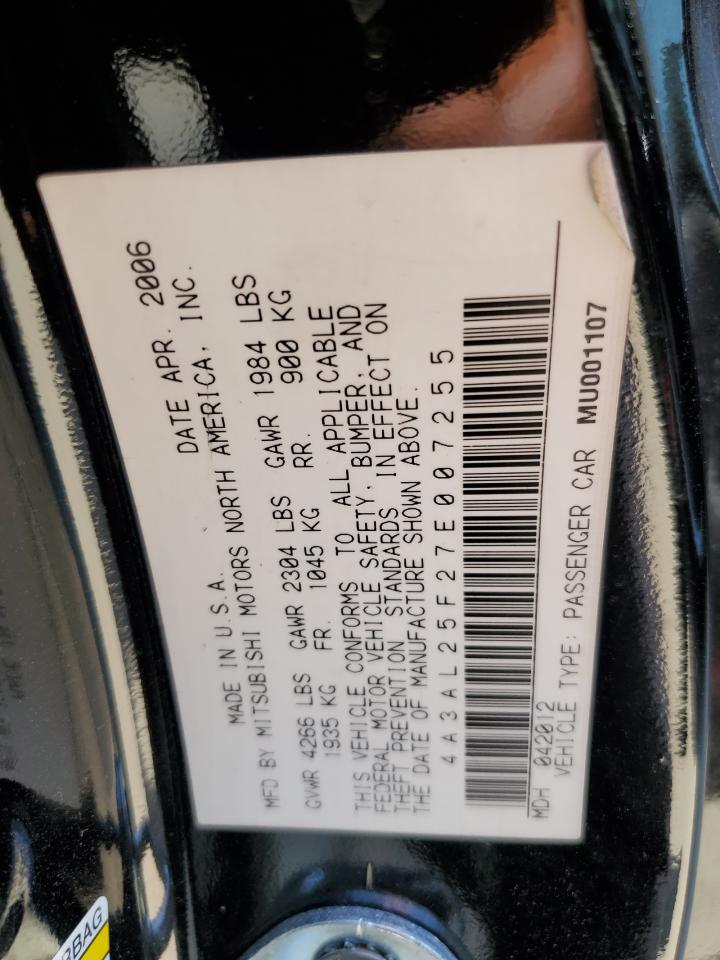 MADE IN U.S.A. DATE APR. 2006
MFD BY MITSUBISHI MOTORS NORTH AMERICA, INC.
GVWR 4266 LBS GAWR 2304 LBS GAWR 1984 LBS
1935 KG FR. 1045 KG RR. 900 KG
THIS VEHICLE CONFORMS TO ALL APPLICABLE
FEDERAL MOTOR VEHICLE SAFETY, BUMPER, AND
THEFT PREVENTION STANDARDS IN EFFECT ON
THE DATE OF MANUFACTURE SHOWN ABOVE.
4A3AL25F27E007255
MDH 042012
VEHICLE TYPE: PASSENGER CAR MU001107